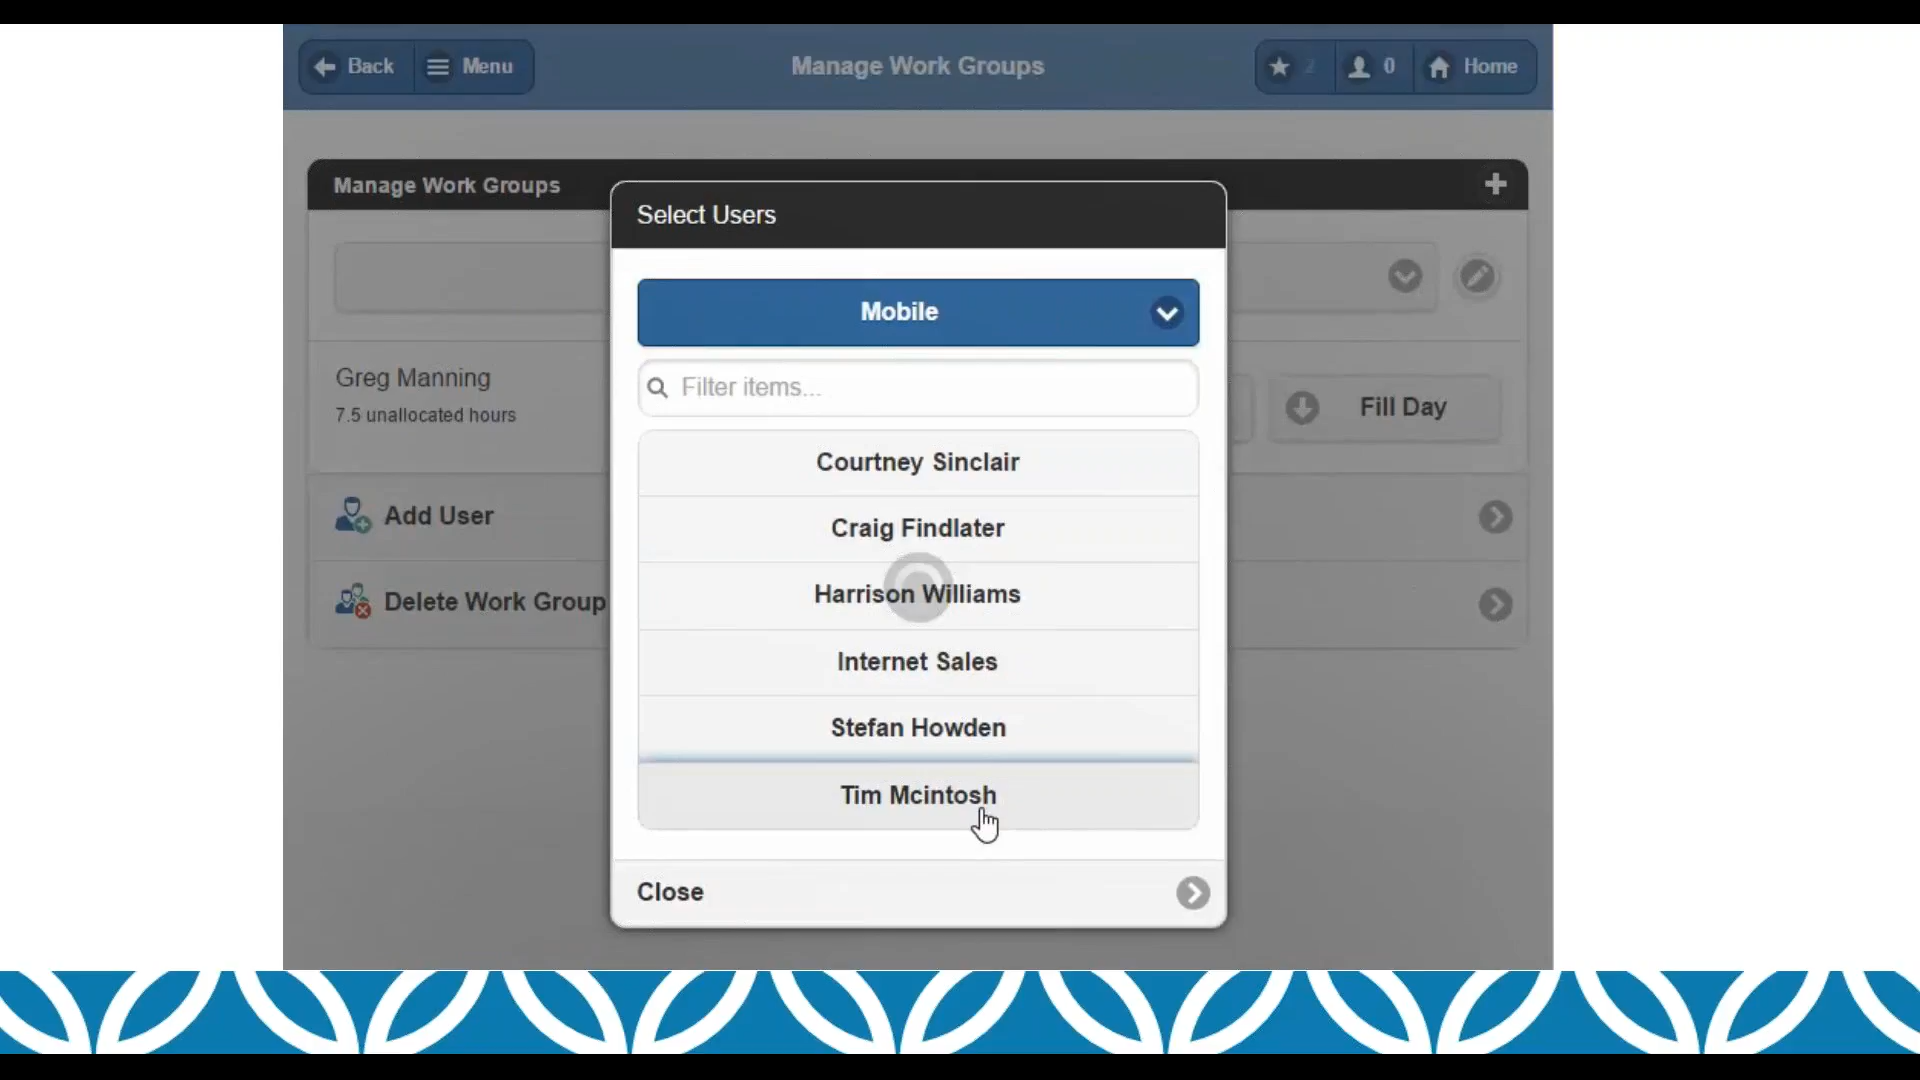 Back
Menu
Manage Work Groups
2
0
Home
Manage Work Groups
Select Users
Mobile
Filter items...
Greg Manning
7.5 unallocated hours
Fill Day
Courtney Sinclair
Craig Findlater
Add User
Harrison Williams
Delete Work Group
Internet Sales
Stefan Howden
Tim Mcintosh
Close